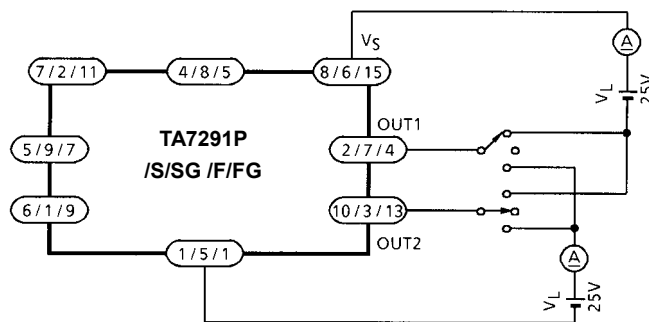 VS
A
7 / 2 / 11
4 / 8 / 5
8 / 6 / 15
VL
25V
OUT1
TA7291P
/S/SG /F/FG
5 / 9 / 7
2 / 7 / 4
6 / 1 / 9
10 / 3 / 13
OUT2
1 / 5 / 1
A
VL
25V